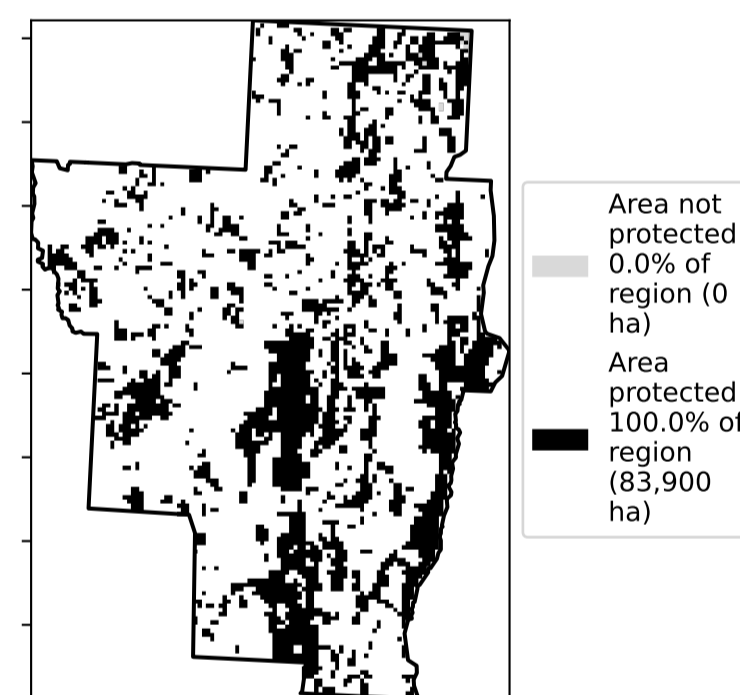 Area not
protected
0.0% of
region (0
ha)
Area
protected
100.0% of
region
(83,900
ha)